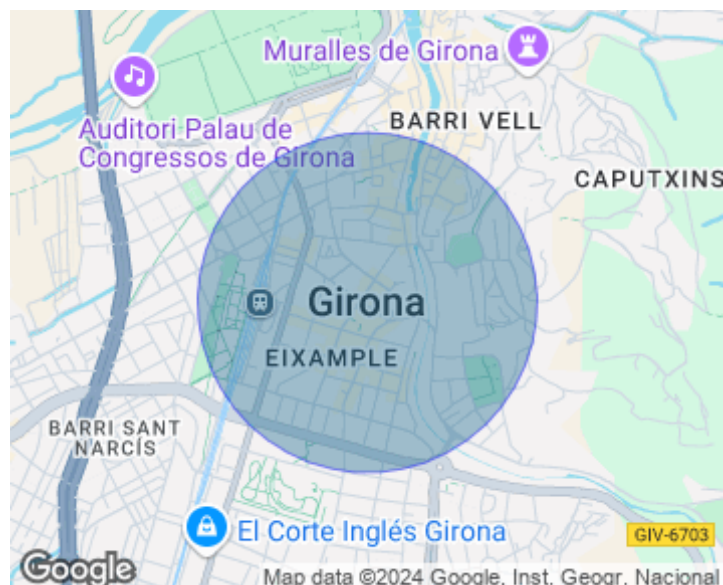 Muralles de Girona
Auditori Palau de
Congressos de Girona
BARRI VELL
CAPUTXINS
Girona
EIXAMPLE
BARRI SANT
NARCÍS
El Corte Inglés Girona
GIV-6703
Google
Map data ©2024 Google, Inst. Geogr. Nacional